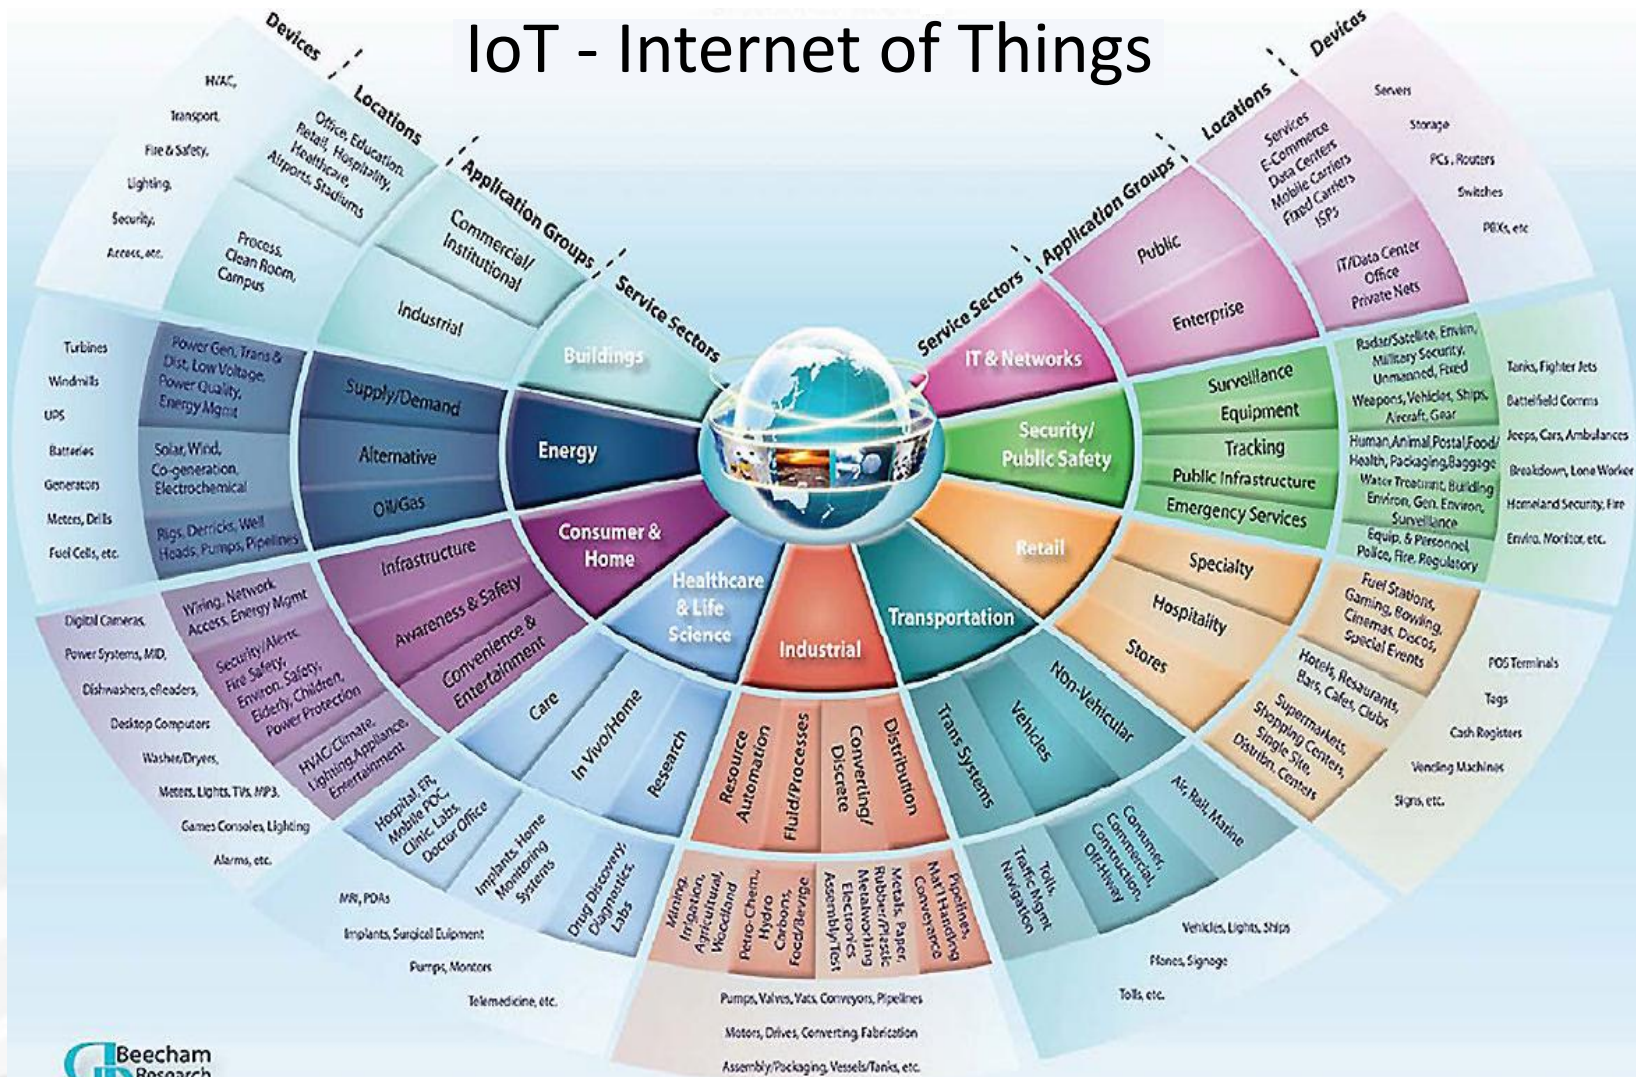 IoT - Internet of Things
Devices
Locations
Application Groups
Service Sectors
Service Sectors
Application Groups
Locations
Devices
HVAC,
Transport,
Fire & Safety,
Lighting,
Security,
Access, etc.
Office, Education,
Retail, Hospitality,
Healthcare,
Airports, Stadiums
Process,
Clean Room,
Campus
Commercial/
Institutional
Industrial
Buildings
Turbines
Windmills
UPS
Batteries
Generators
Meters, Drills
Fuel Cells, etc.
Power Gen, Trans &
Dist, Low Voltage,
Power Quality,
Energy Mgmt
Solar, Wind,
Co-generation,
Electrochemical
Rigs, Derricks, Well
Heads, Pumps, Pipelines
Supply/Demand
Alternative
Oil/Gas
Energy
Digital Cameras,
Power Systems, MID,
Dishwashers, eReaders,
Desktop Computers
Washer/Dryers,
Meters, Lights, TVs, MP3,
Games Consoles, Lighting
Alarms, etc.
Wiring, Network
Access, Energy Mgmt
Security/Alerts,
Fire Safety,
Environ. Safety,
Elderly, Children,
Power Protection
HVAC/Climate,
Lighting,Appliance,
Entertainment
Infrastructure
Awareness & Safety
Convenience &
Entertainment
Consumer &
Home
MRI, PDAs
Implants, Surgical Euipment
Pumps, Montors
Telemedicine, etc.
Hospital, ER,
Mobile POC,
Clinic, Labs,
Doctor Office
Implants, Home
Monitoring
Systems
Drug Discovery,
Diagnostics,
Labs
Care
In Vivo/Home
Research
Healthcare
& Life
Science
Industrial
Resource
Automation
Fluid/Processes
Converting/
Discrete
Distribution
Mining,
Irrigation,
Agricultural,
Woodland
Petro-Chem.,
Hydro
Carbons,
Food/Bevrge
Metals, Paper,
Rubber/Plastic
Metalworking
Electronics
Assembly/Test
Pipelines,
Mat'l Handling
Conveyance
Pumps, Valves, Vats, Conveyors, Pipelines
Motors, Drives, Converting, Fabrication
Assembly/Packaging, Vessels/Tanks, etc.
Transportation
Trans Systems
Vehicles
Non-Vehicular
Tolls,
Traffic Mgmt
Navigation
Consumer,
Commercial,
Construction,
Off-Hiway
Air, Rail, Marine
Vehicles, Lights, Ships
Planes, Signage
Tolls, etc.
Retail
Specialty
Hospitality
Stores
Fuel Stations,
Gaming, Bowling,
Cinemas, Discos,
Special Events
Hotels, Resaurants,
Bars, Cafes, Clubs
Supermarkets,
Shopping Centers,
Single Site,
Distribn. Centers
POS Terminals
Tags
Cash Registers
Vending Machines
Signs, etc.
Security/
Public Safety
Surveillance
Equipment
Tracking
Public Infrastructure
Emergency Services
Radar/Satellite, Environ,
Military Security,
Unmanned, Fixed
Weapons, Vehicles, Ships,
Aircraft, Gear
Human,Animal,Postal,Food/
Health, Packaging,Baggage
Water Treatmnt, Building
Environ, Gen. Environ,
Surveillance
Equip. & Personnel,
Police, Fire, Regulatory
Tanks, Fighter Jets
Battelfield Comms
Jeeps, Cars, Ambulances
Breakdown, Lone Worker
Homeland Security, Fire
Enviro. Monitor, etc.
IT & Networks
Public
Enterprise
Services
E-Commerce
Data Centers
Mobile Carriers
Fixed Carriers
ISPs
IT/Data Center
Office
Private Nets
Servers
Storage
PCs, Routers
Switches
PBXs, etc
Beecham
Research